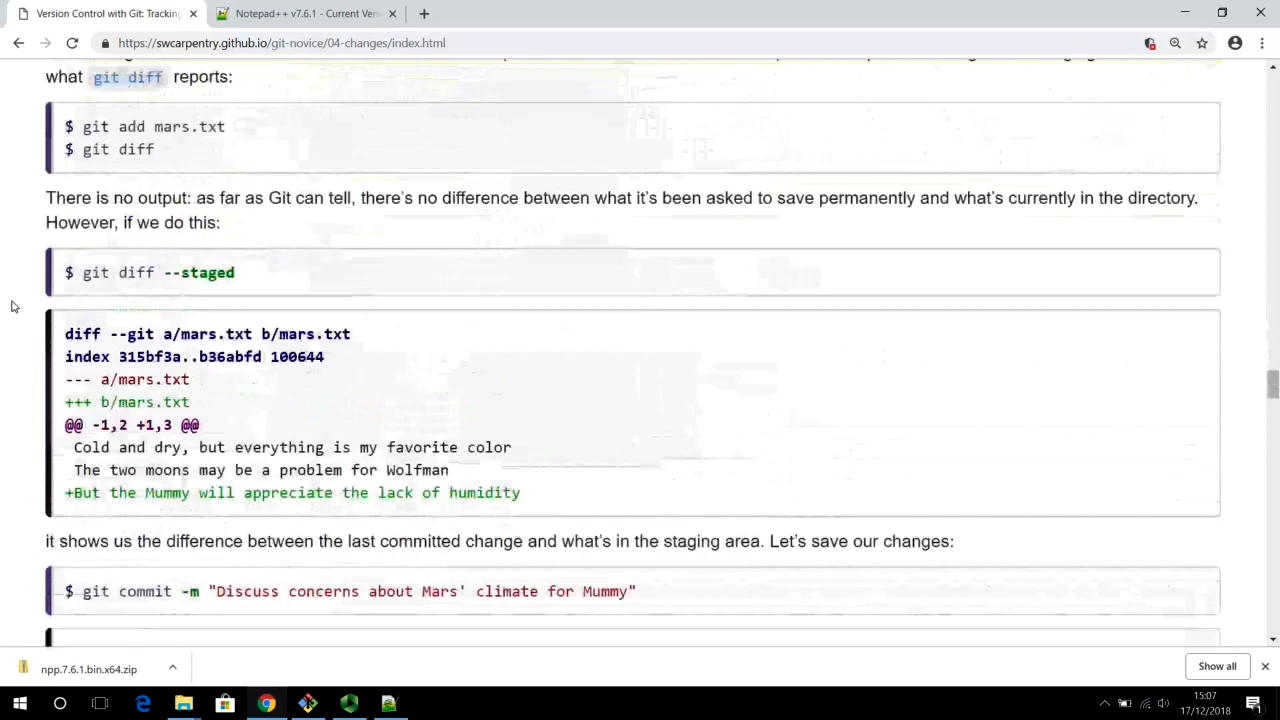 Version Control with Git: Tracking
Notepad++ v7.6.1 - Current Vers
https://swcarpentry.github.io/git-novice/04-changes/index.html
what git diff reports:
$ git add mars.txt
$ git diff
There is no output: as far as Git can tell, there's no difference between what it's been asked to save permanently and what's currently in the directory.
However, if we do this:
$ git diff --staged
diff --git a/mars.txt b/mars.txt
index 315bf3a..b36abfd 100644
--- a/mars.txt
+++ b/mars.txt
@@ -1,2 +1,3 @@
Cold and dry, but everything is my favorite color
The two moons may be a problem for Wolfman
+But the Mummy will appreciate the lack of humidity
it shows us the difference between the last committed change and what's in the staging area. Let's save our changes:
$ git commit -m "Discuss concerns about Mars' climate for Mummy"
npp.7.6.1.bin.x64.zip
Show all
15:07
17/12/2018